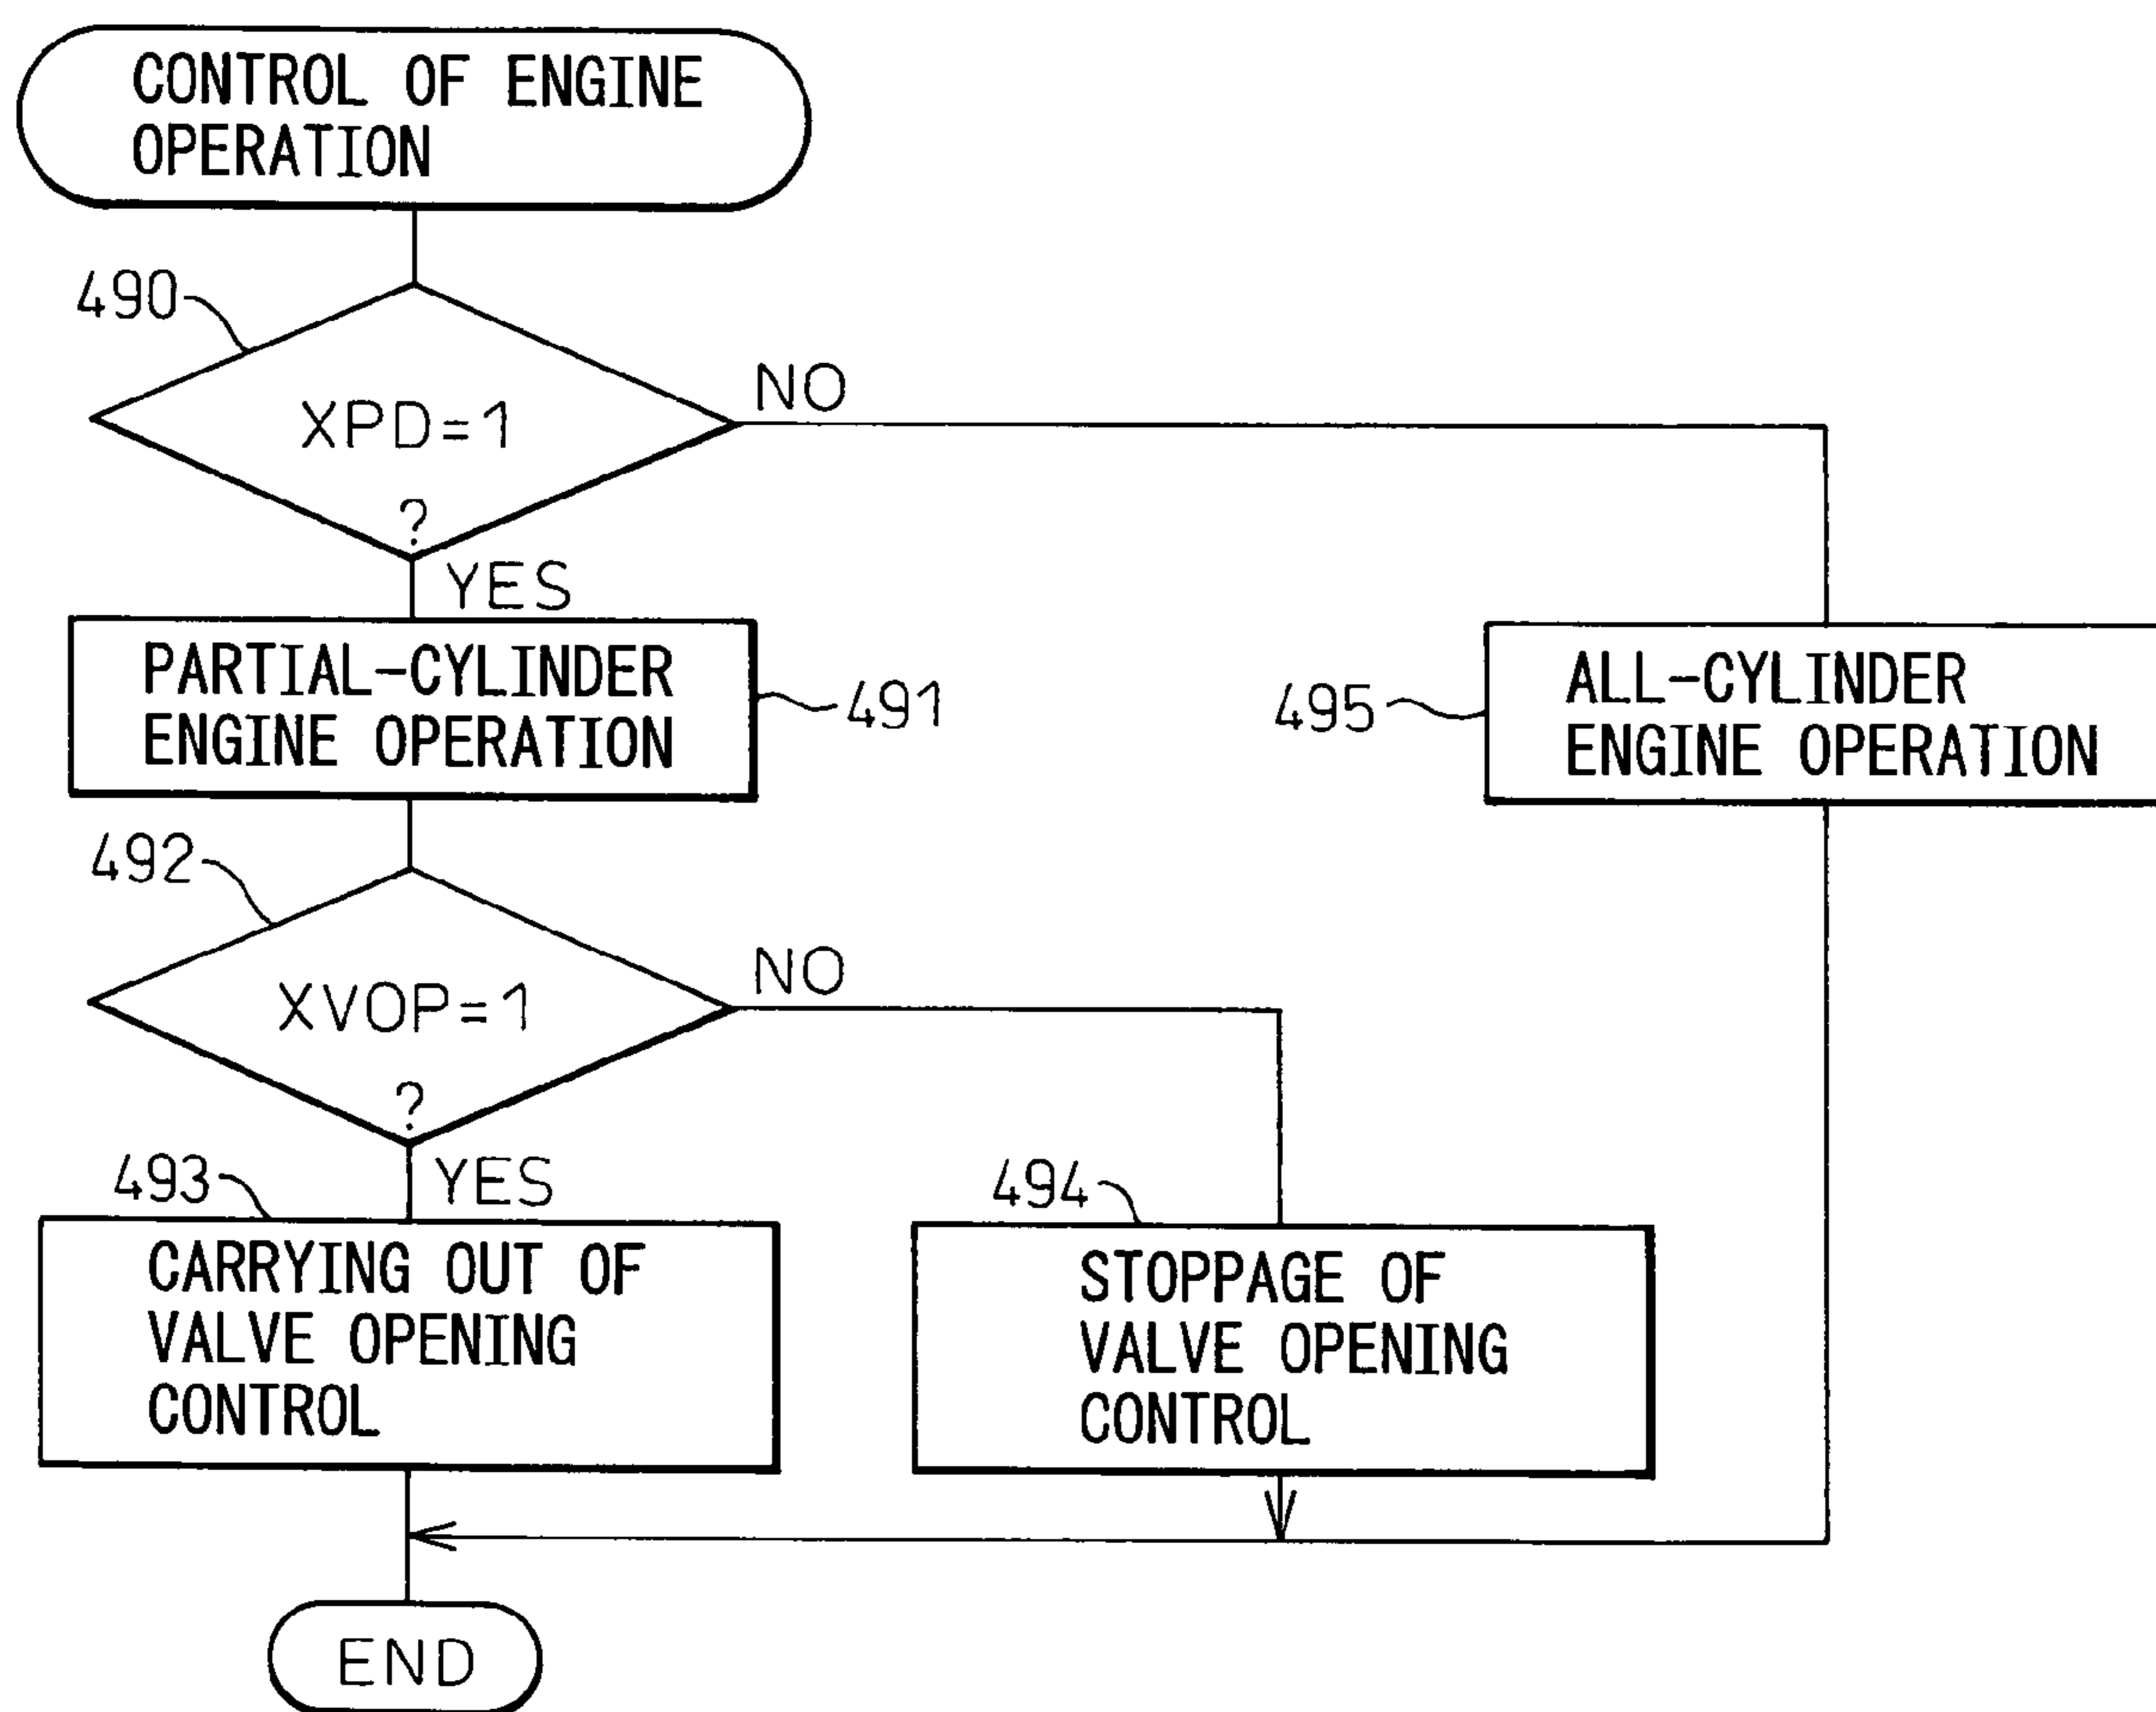 CONTROL OF ENGINE
OPERATION
490
XPD=1
?
NO
YES
PARTIAL-CYLINDER
ENGINE OPERATION
491
495
ALL-CYLINDER
ENGINE OPERATION
492
XVOP=1
?
NO
YES
493
CARRYING OUT OF
VALVE OPENING
CONTROL
494
STOPPAGE OF
VALVE OPENING
CONTROL
END